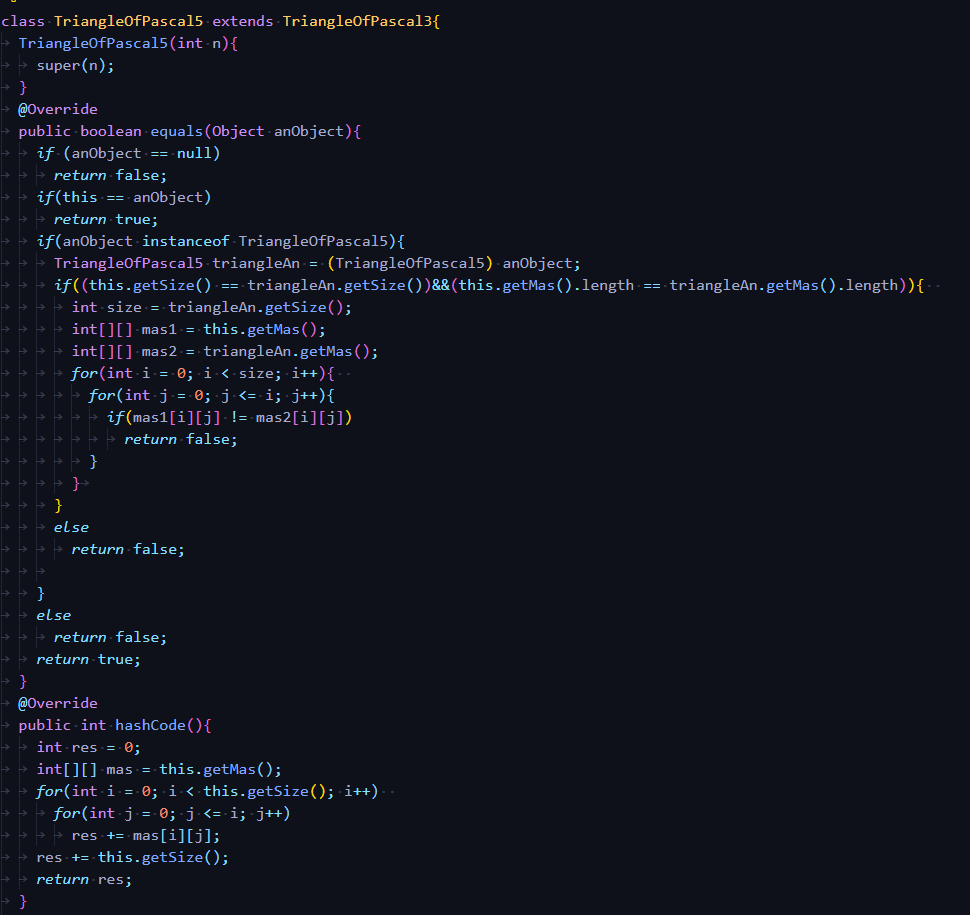 class TriangleOfPascal5 extends TriangleOfPascal3{
TriangleOfPascal5(int n){
super(n);
}
@Override
public boolean equals(Object anObject){
if (anObject == null)
return false;
if(this == anObject)
return true;
if(anObject instanceof TriangleOfPascal5){
TriangleOfPascal5 triangleAn = (TriangleOfPascal5) anObject;
if((this.getSize() == triangleAn.getSize())&&(this.getMas().length == triangleAn.getMas().length)){
int size = triangleAn.getSize();
int[][] mas1 = this.getMas();
int[][] mas2 = triangleAn.getMas();
for(int i = 0; i < size; i++){
for(int j = 0; j <= i; j++){
if(mas1[i][j] != mas2[i][j])
return false;
}
}
}
else
return false;
}
else
return false;
return true;
}
@Override
public int hashCode(){
int res = 0;
int[][] mas = this.getMas();
for(int i = 0; i < this.getSize(); i++)
for(int j = 0; j <= i; j++)
res += mas[i][j];
res += this.getSize();
return res;
}